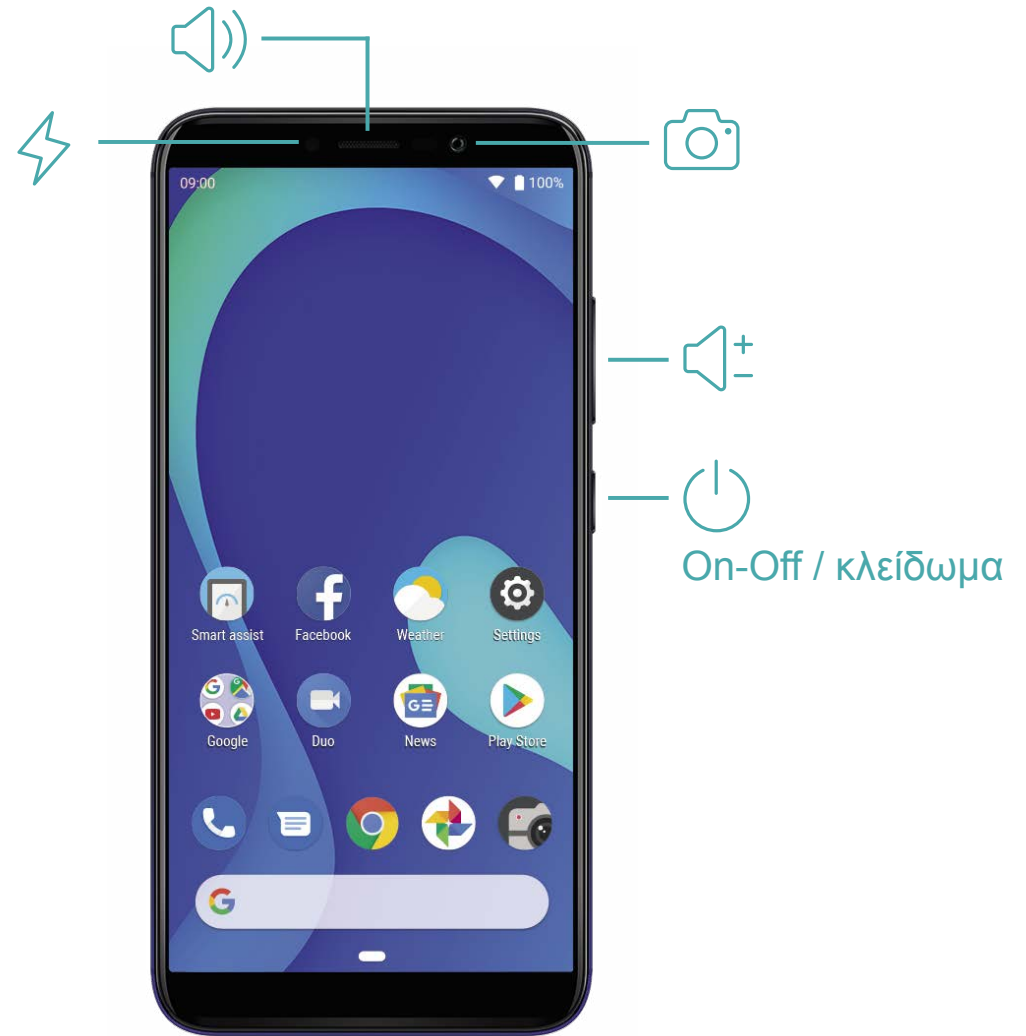 09:00 100%
On-Off / κλείδωμα
Smart assist Facebook Weather Settings
G≡
Google Duo News Play Store
G